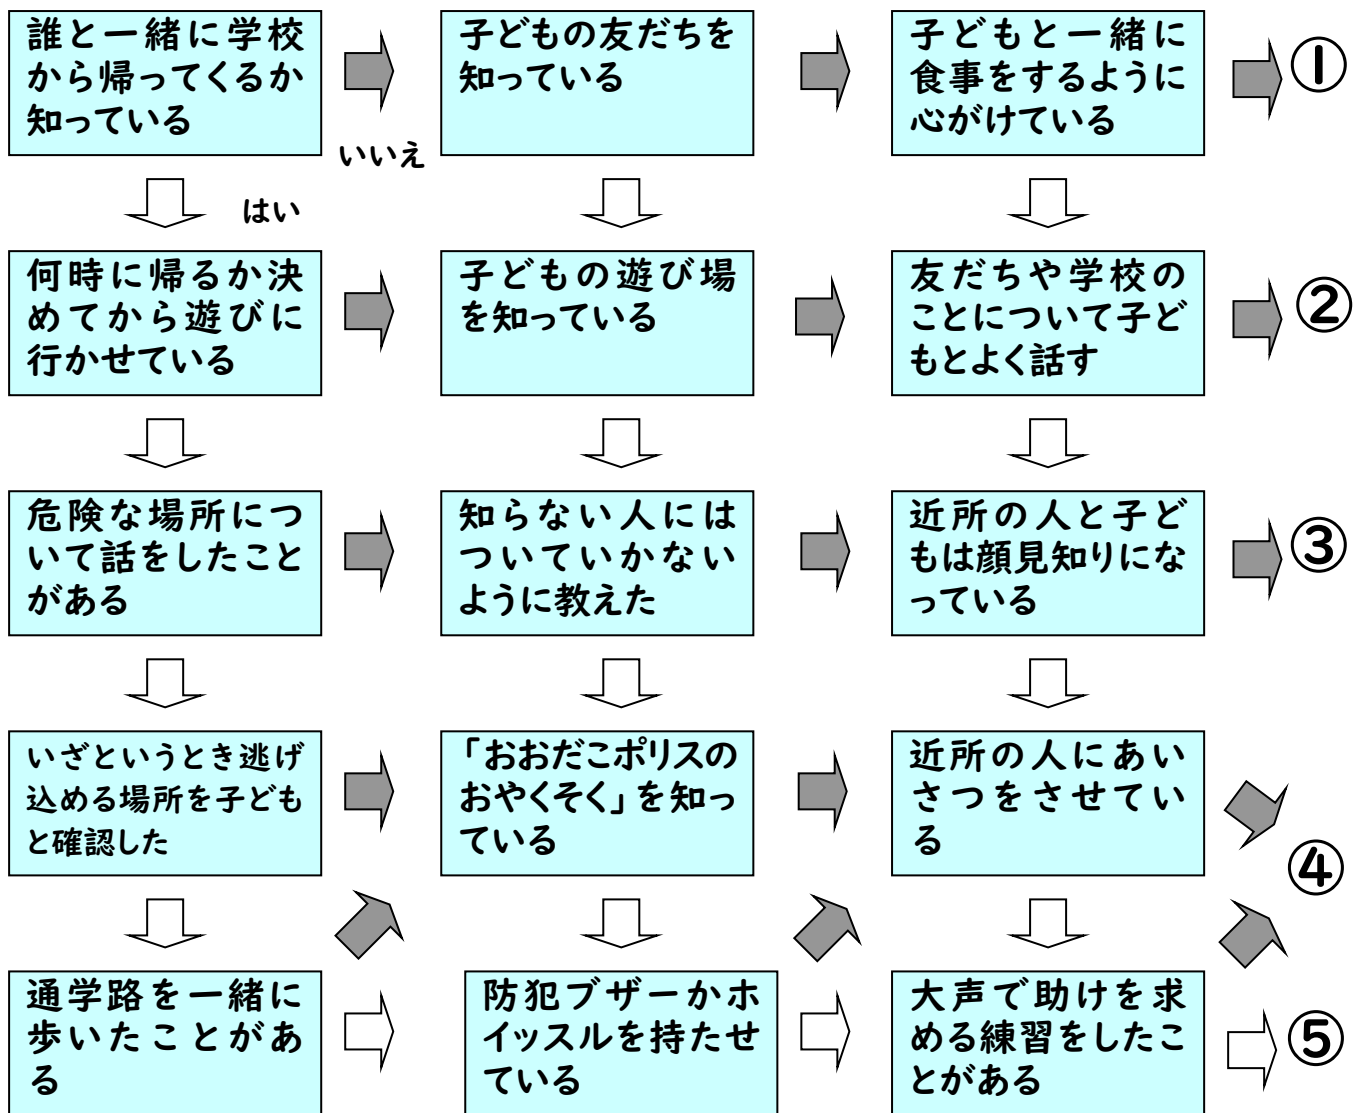 誰と一緒に学校
から帰ってくるか
知っている
子どもの友だちを
知っている
子どもと一緒に
食事をするように
心がけている
①
いいえ
はい
何時に帰るか決
めてから遊びに
行かせている
子どもの遊び場
を知っている
友だちや学校の
ことについて子ど
もとよく話す
②
危険な場所につ
いて話をしたこと
がある
知らない人には
ついていかない
ように教えた
近所の人と子ど
もは顔見知りにな
っている
③
いざというとき逃げ
込める場所を子ども
と確認した
「おおだこポリスの
おやくそく」を知っ
ている
近所の人にあい
さつをさせてい
る
④
通学路を一緒に
歩いたことがあ
る
防犯ブザーかホ
イッスルを持たせ
ている
大声で助けを求
める練習をしたこ
とがある
⑤